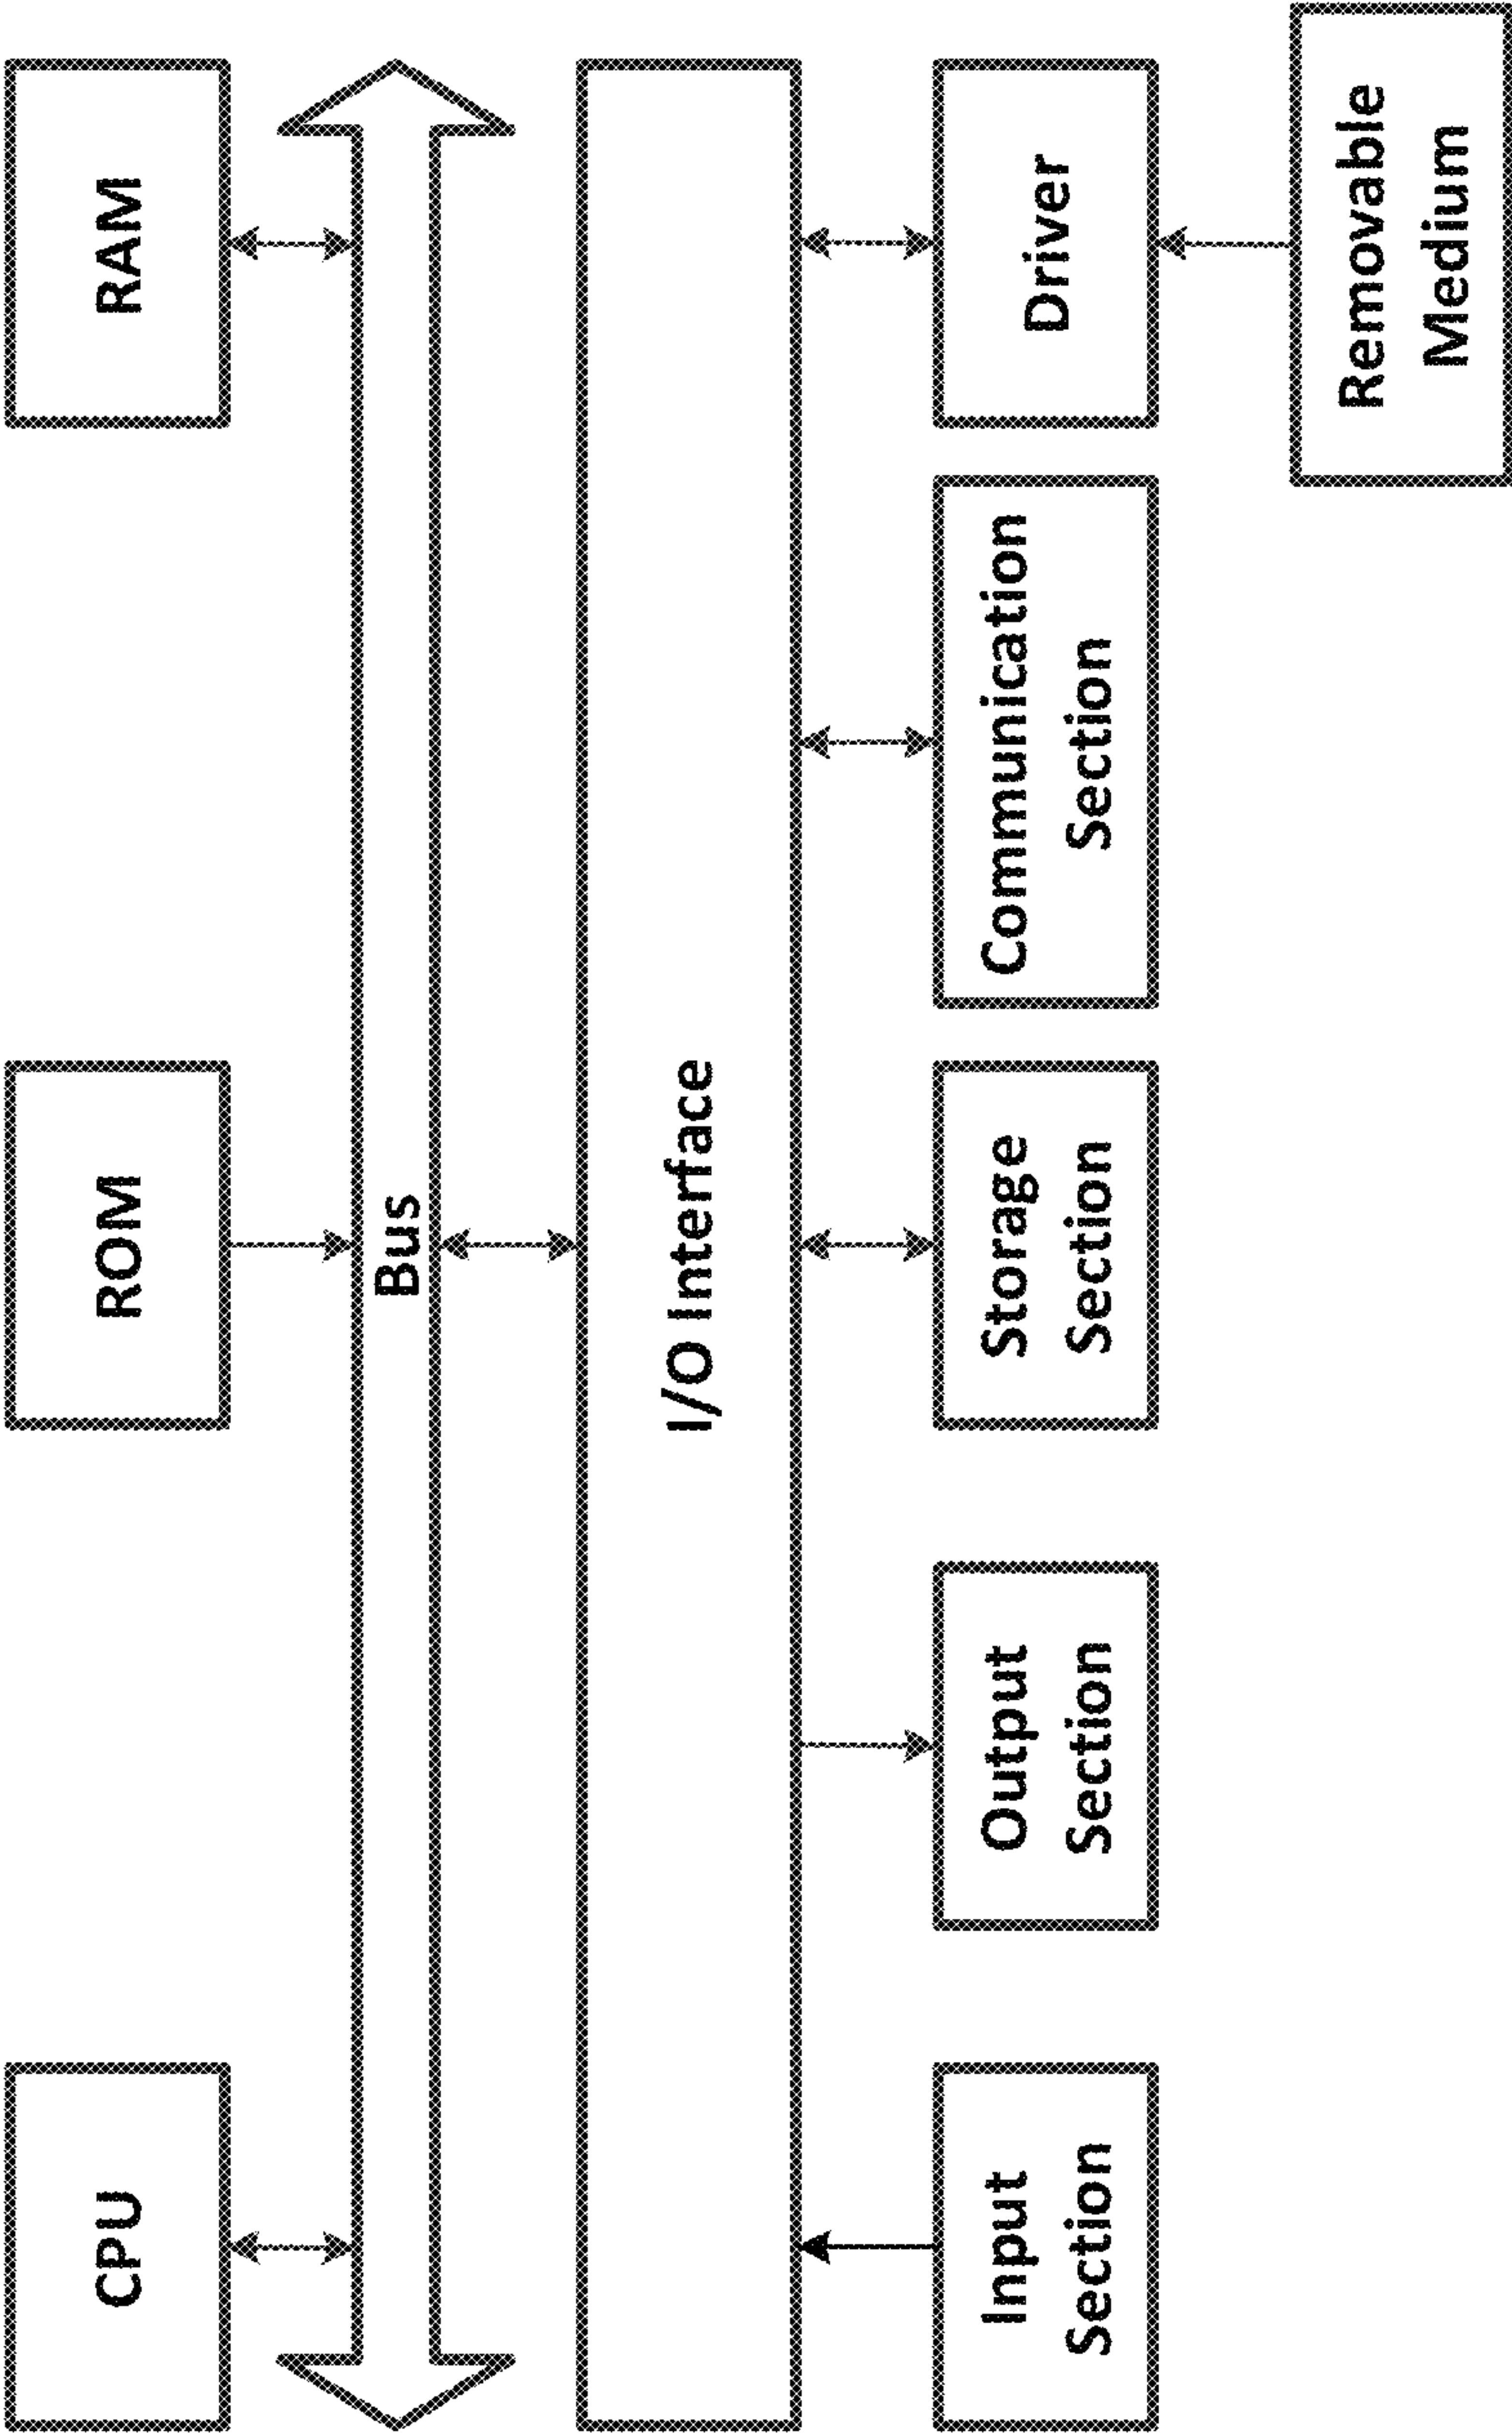 CPU
ROM
RAM
Bus
I/O Interface
Input
Section
Output
Section
Storage
Section
Communication
Section
Driver
Removable
Medium